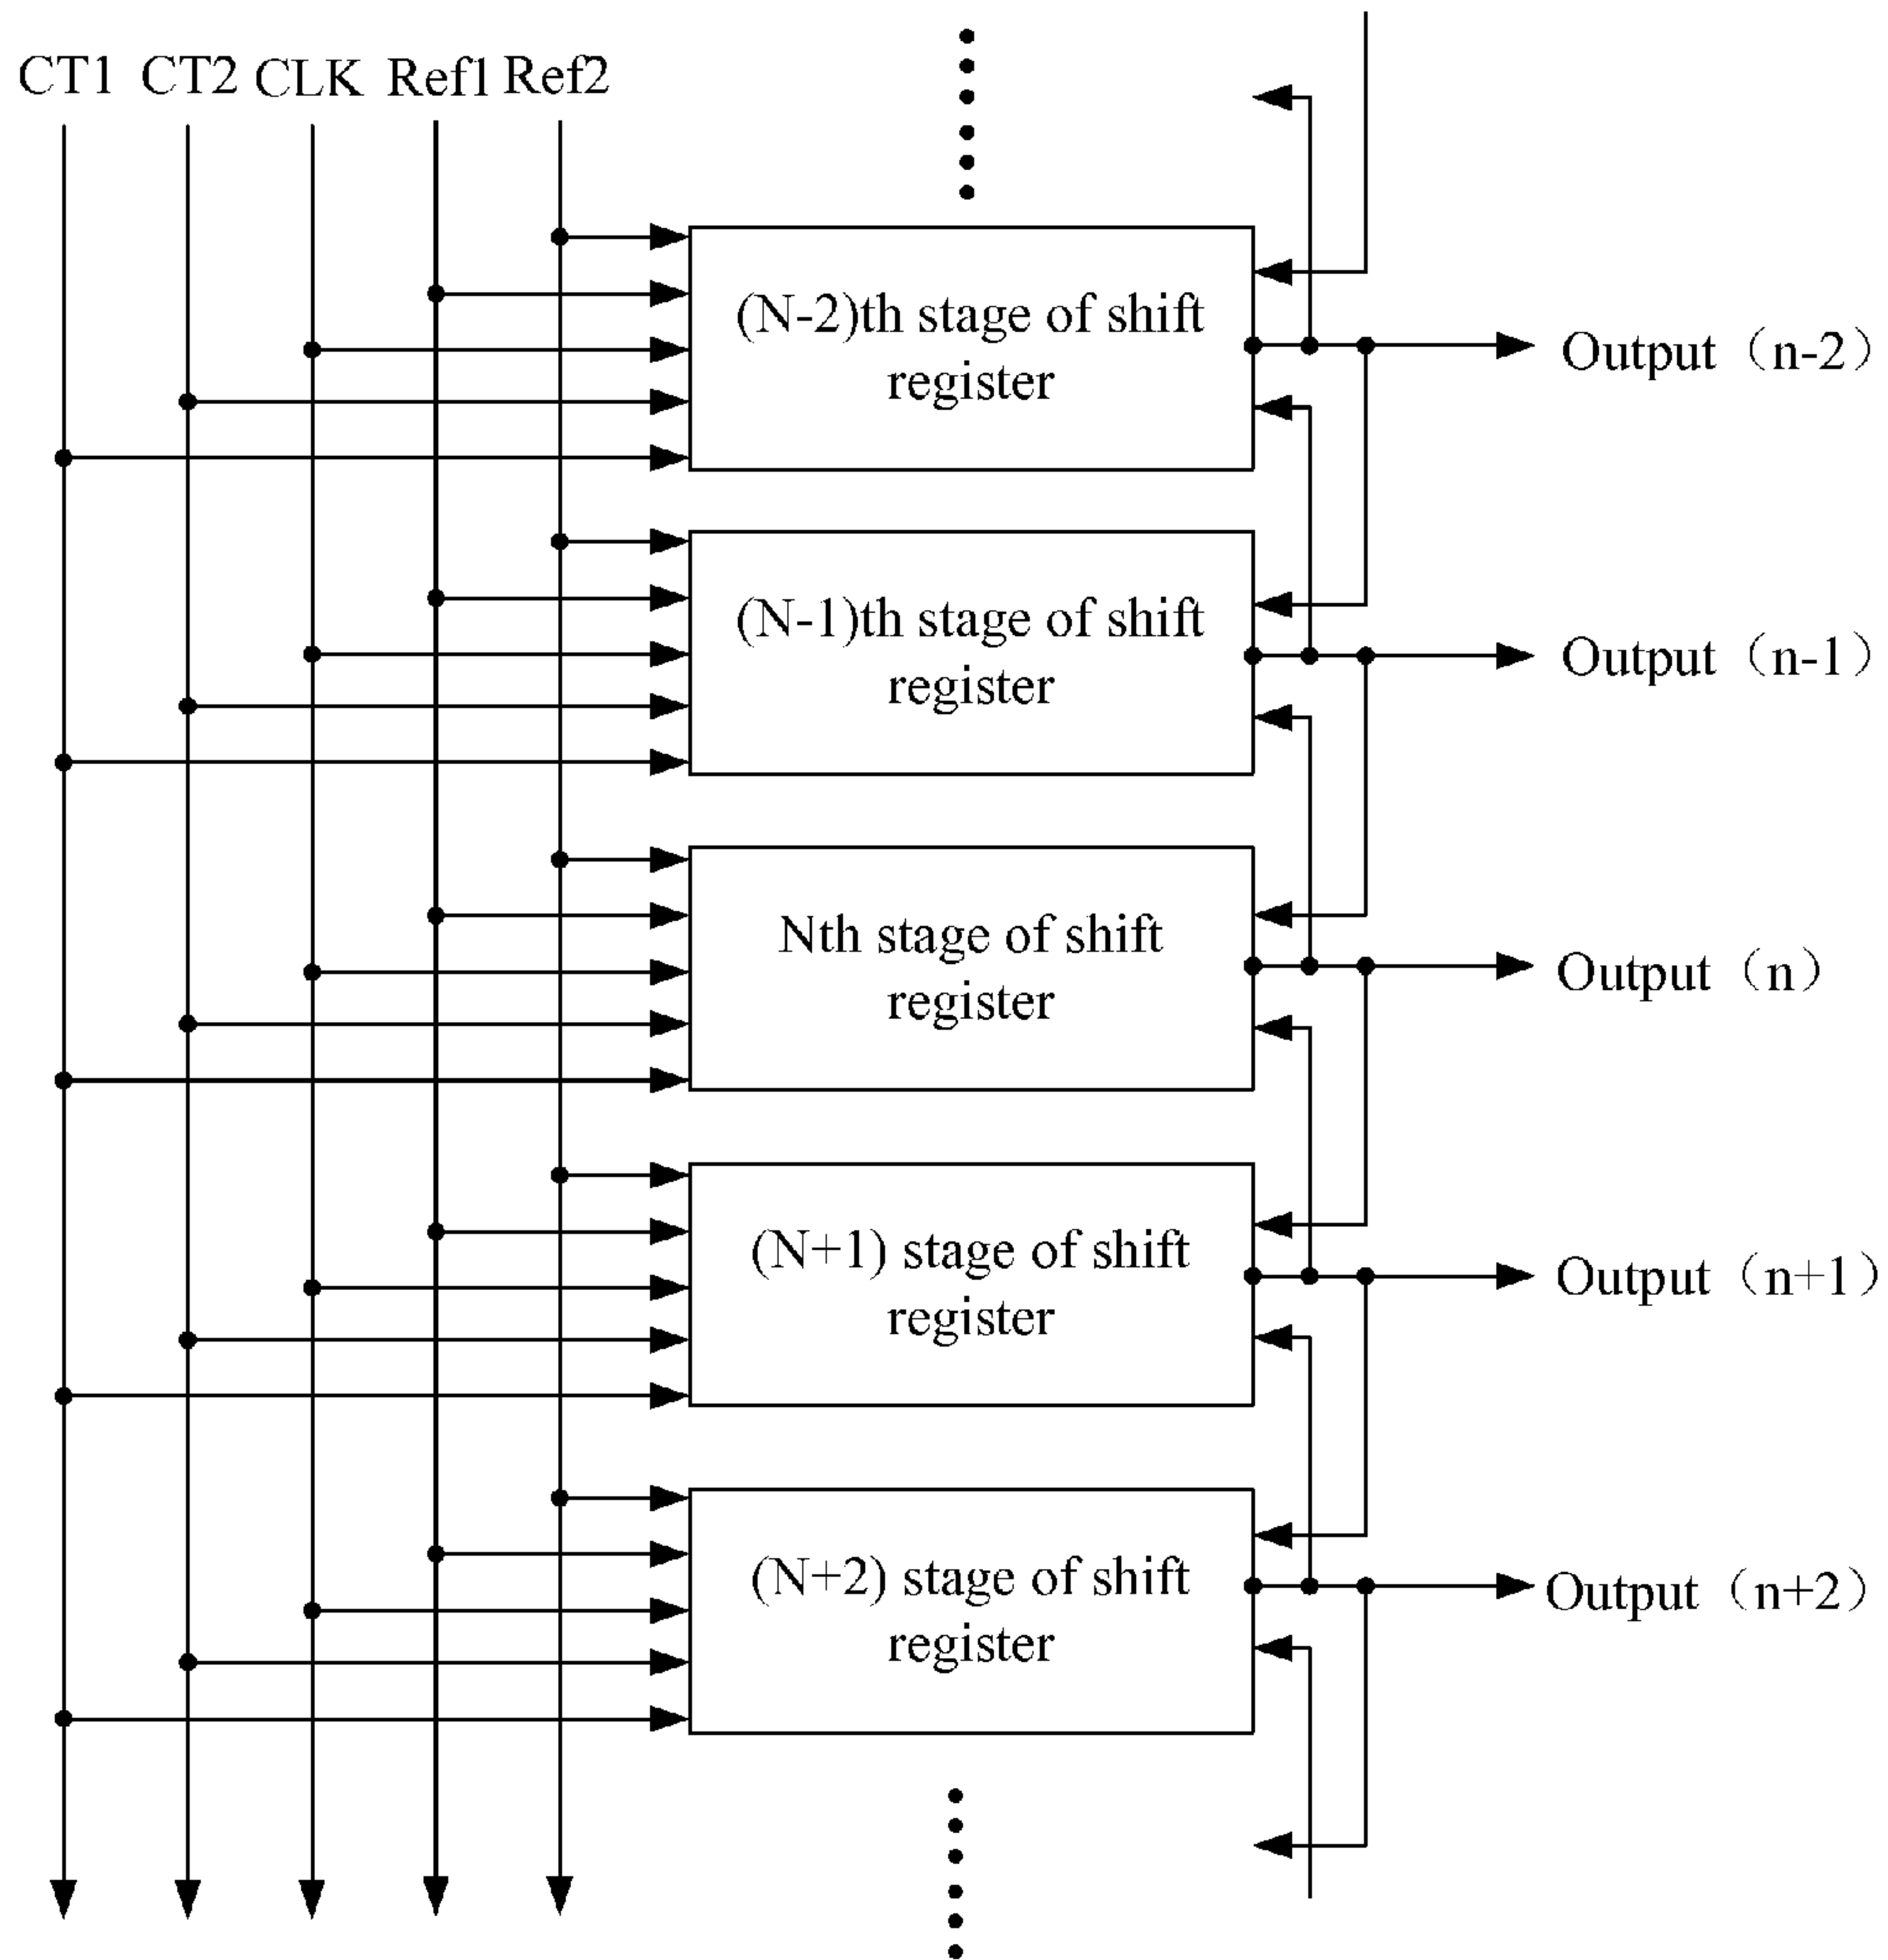 CT1 CT2 CLK Ref1 Ref2
(N-2)th stage of shift
register
Output（n-2）
(N-1)th stage of shift
register
Output（n-1）
Nth stage of shift
register
Output（n）
(N+1) stage of shift
register
Output（n+1）
(N+2) stage of shift
register
Output（n+2）